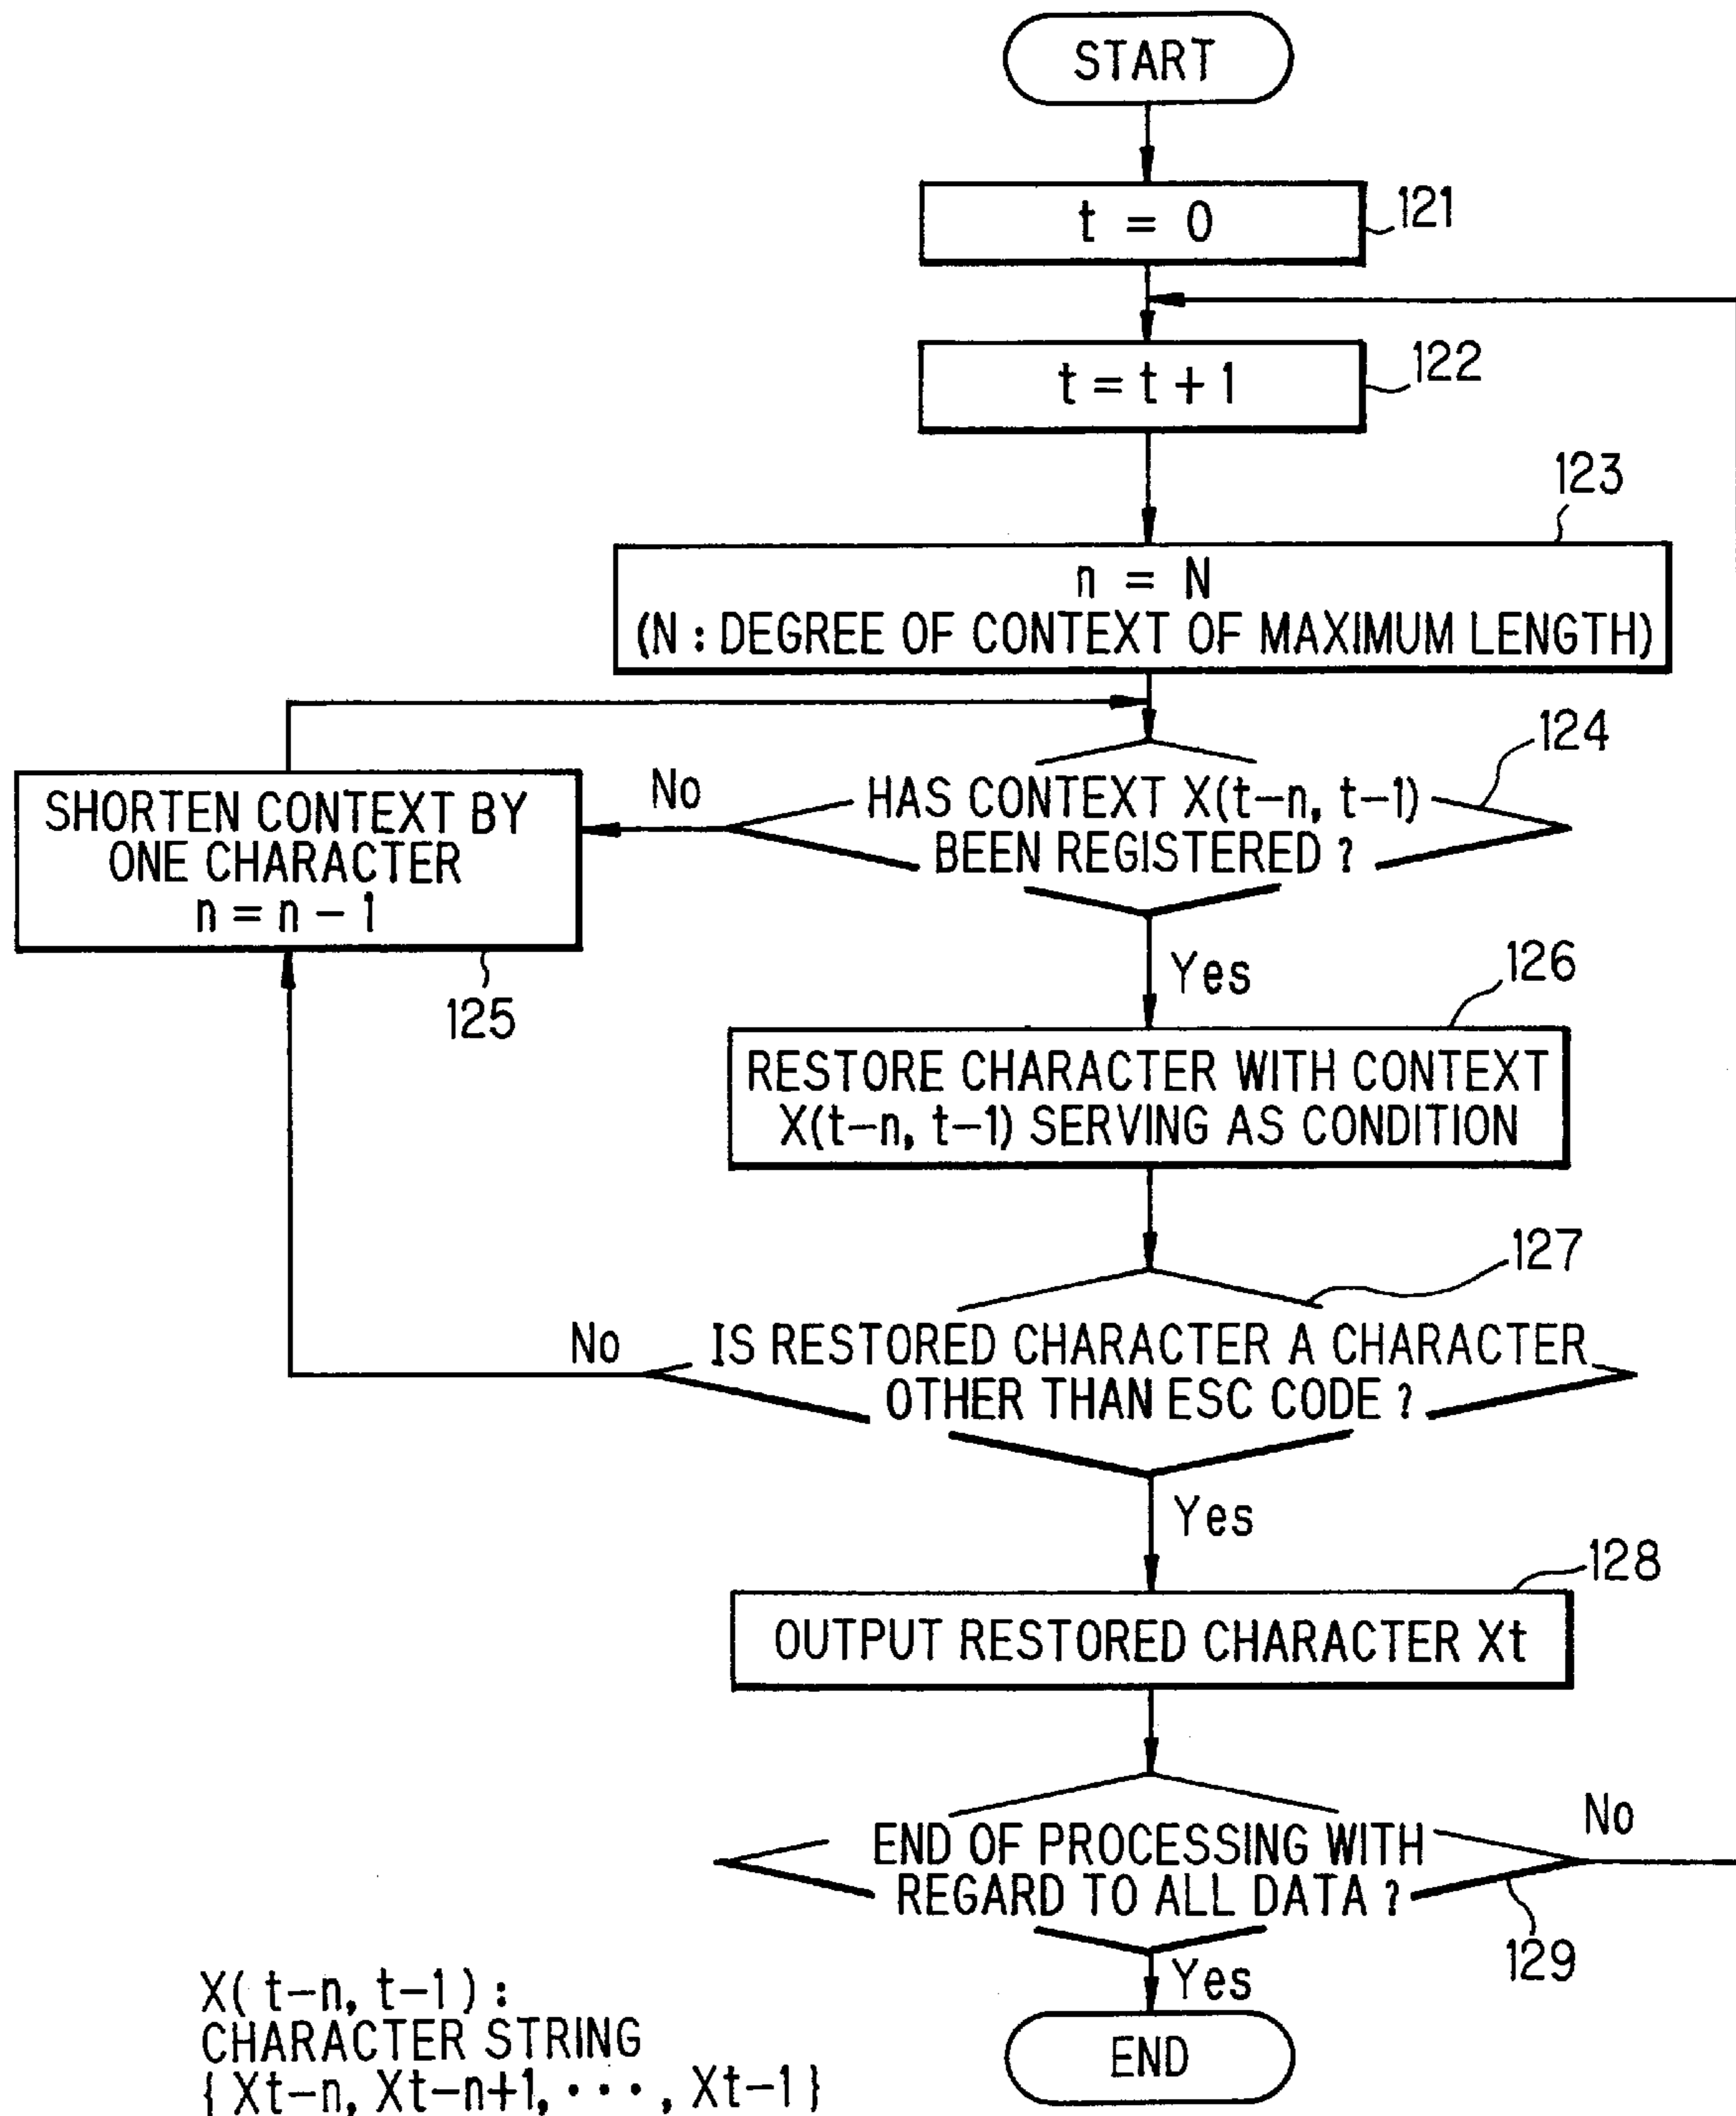 START
t = 0
121
t = t + 1
122
123
n = N
(N : DEGREE OF CONTEXT OF MAXIMUM LENGTH)
124
No
HAS CONTEXT X(t-n, t-1)
BEEN REGISTERED ?
SHORTEN CONTEXT BY
ONE CHARACTER
n = n - 1
125
Yes
126
RESTORE CHARACTER WITH CONTEXT
X(t-n, t-1) SERVING AS CONDITION
127
No
IS RESTORED CHARACTER A CHARACTER
OTHER THAN ESC CODE ?
Yes
128
OUTPUT RESTORED CHARACTER Xt
No
END OF PROCESSING WITH
REGARD TO ALL DATA ?
129
Yes
END
X( t-n, t-1 ) :
CHARACTER STRING
{ Xt-n, Xt-n+1, ･･･, Xt-1 }